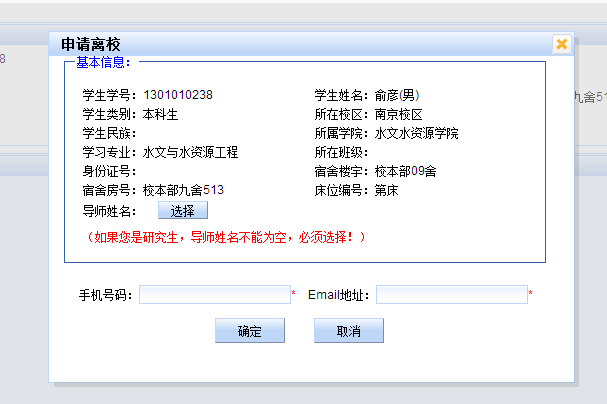 申请离校
基本信息：
学生学号：1301010238 学生姓名：俞彦(男)
学生类别：本科生 所在校区：南京校区
学生民族： 所属学院：水文水资源学院
学习专业：水文与水资源工程 所在班级：
身份证号： 宿舍楼宇：校本部09舍
宿舍房号：校本部九舍513 床位编号：第床
导师姓名： 选择
（如果您是研究生，导师姓名不能为空，必须选择！）
手机号码： * Email地址： *
确定 取消
8
九舍51